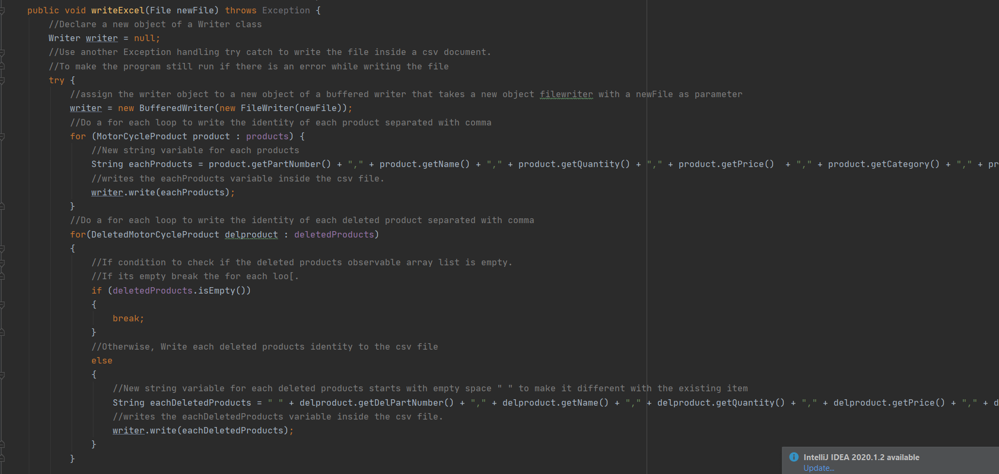 public void writeExcel(File newFile) throws Exception {
//Declare a new object of a Writer class
Writer writer = null;
//Use another Exception handling try catch to write the file inside a csv document.
//To make the program still run if there is an error while writing the file
try {
//assign the writer object to a new object of a buffered writer that takes a new object filewriter with a newFile as parameter
writer = new BufferedWriter(new FileWriter(newFile));
//Do a for each loop to write the identity of each product separated with comma
for (MotorCycleProduct product : products) {
//New string variable for each products
String eachProducts = product.getPartNumber() + "," + product.getName() + "," + product.getQuantity() + "," + product.getPrice()  + "," + product.getCategory() + "," + pr
//writes the eachProducts variable inside the csv file.
writer.write(eachProducts);
}
//Do a for each loop to write the identity of each deleted product separated with comma
for(DeletedMotorCycleProduct delproduct : deletedProducts)
{
//If condition to check if the deleted products observable array list is empty.
//If its empty break the for each loo[.
if (deletedProducts.isEmpty())
{
break;
}
//Otherwise, Write each deleted products identity to the csv file
else
{
//New string variable for each deleted products starts with empty space " " to make it different with the existing item
String eachDeletedProducts = " " + delproduct.getDelPartNumber() + "," + delproduct.getName() + "," + delproduct.getQuantity() + "," + delproduct.getPrice() + "," + d
//writes the eachDeletedProducts variable inside the csv file.
writer.write(eachDeletedProducts);
}
}
IntelliJ IDEA 2020.1.2 available
Update...